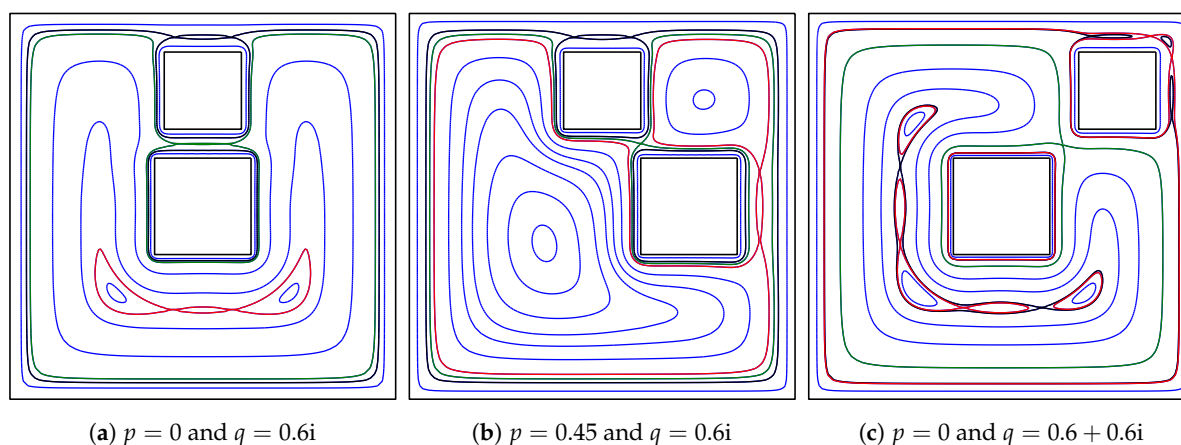 (a) p = 0 and q = 0.6i
(b) p = 0.45 and q = 0.6i
(c) p = 0 and q = 0.6 + 0.6i